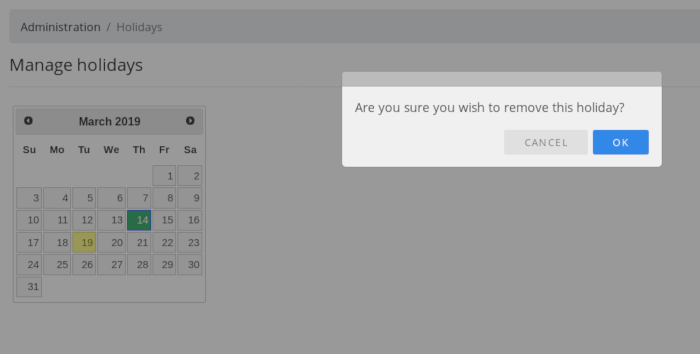 Administration / Holidays
Manage holidays
Are you sure you wish to remove this holiday?
CANCEL OK
March 2019
Su Mo Tu We Th Fr Sa
1 2
3 4 5 6 7 8 9
10 11 12 13 14 15 16
17 18 19 20 21 22 23
24 25 26 27 28 29 30
31